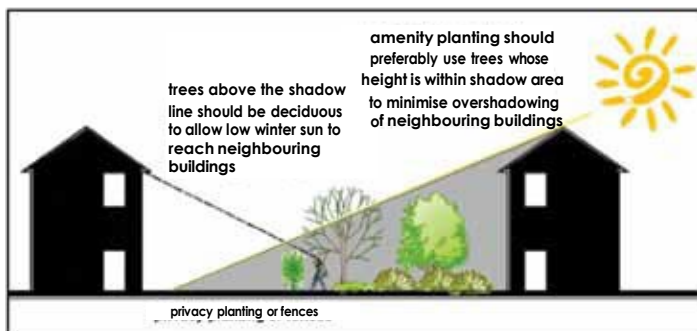 trees above the shadow
line should be deciduous
to allow low winter sun to
reach neighbouring
buildings
amenity planting should
preferably use trees whose
height is within shadow area
to minimise overshadowing
of neighbouring buildings
privacy planting or fences